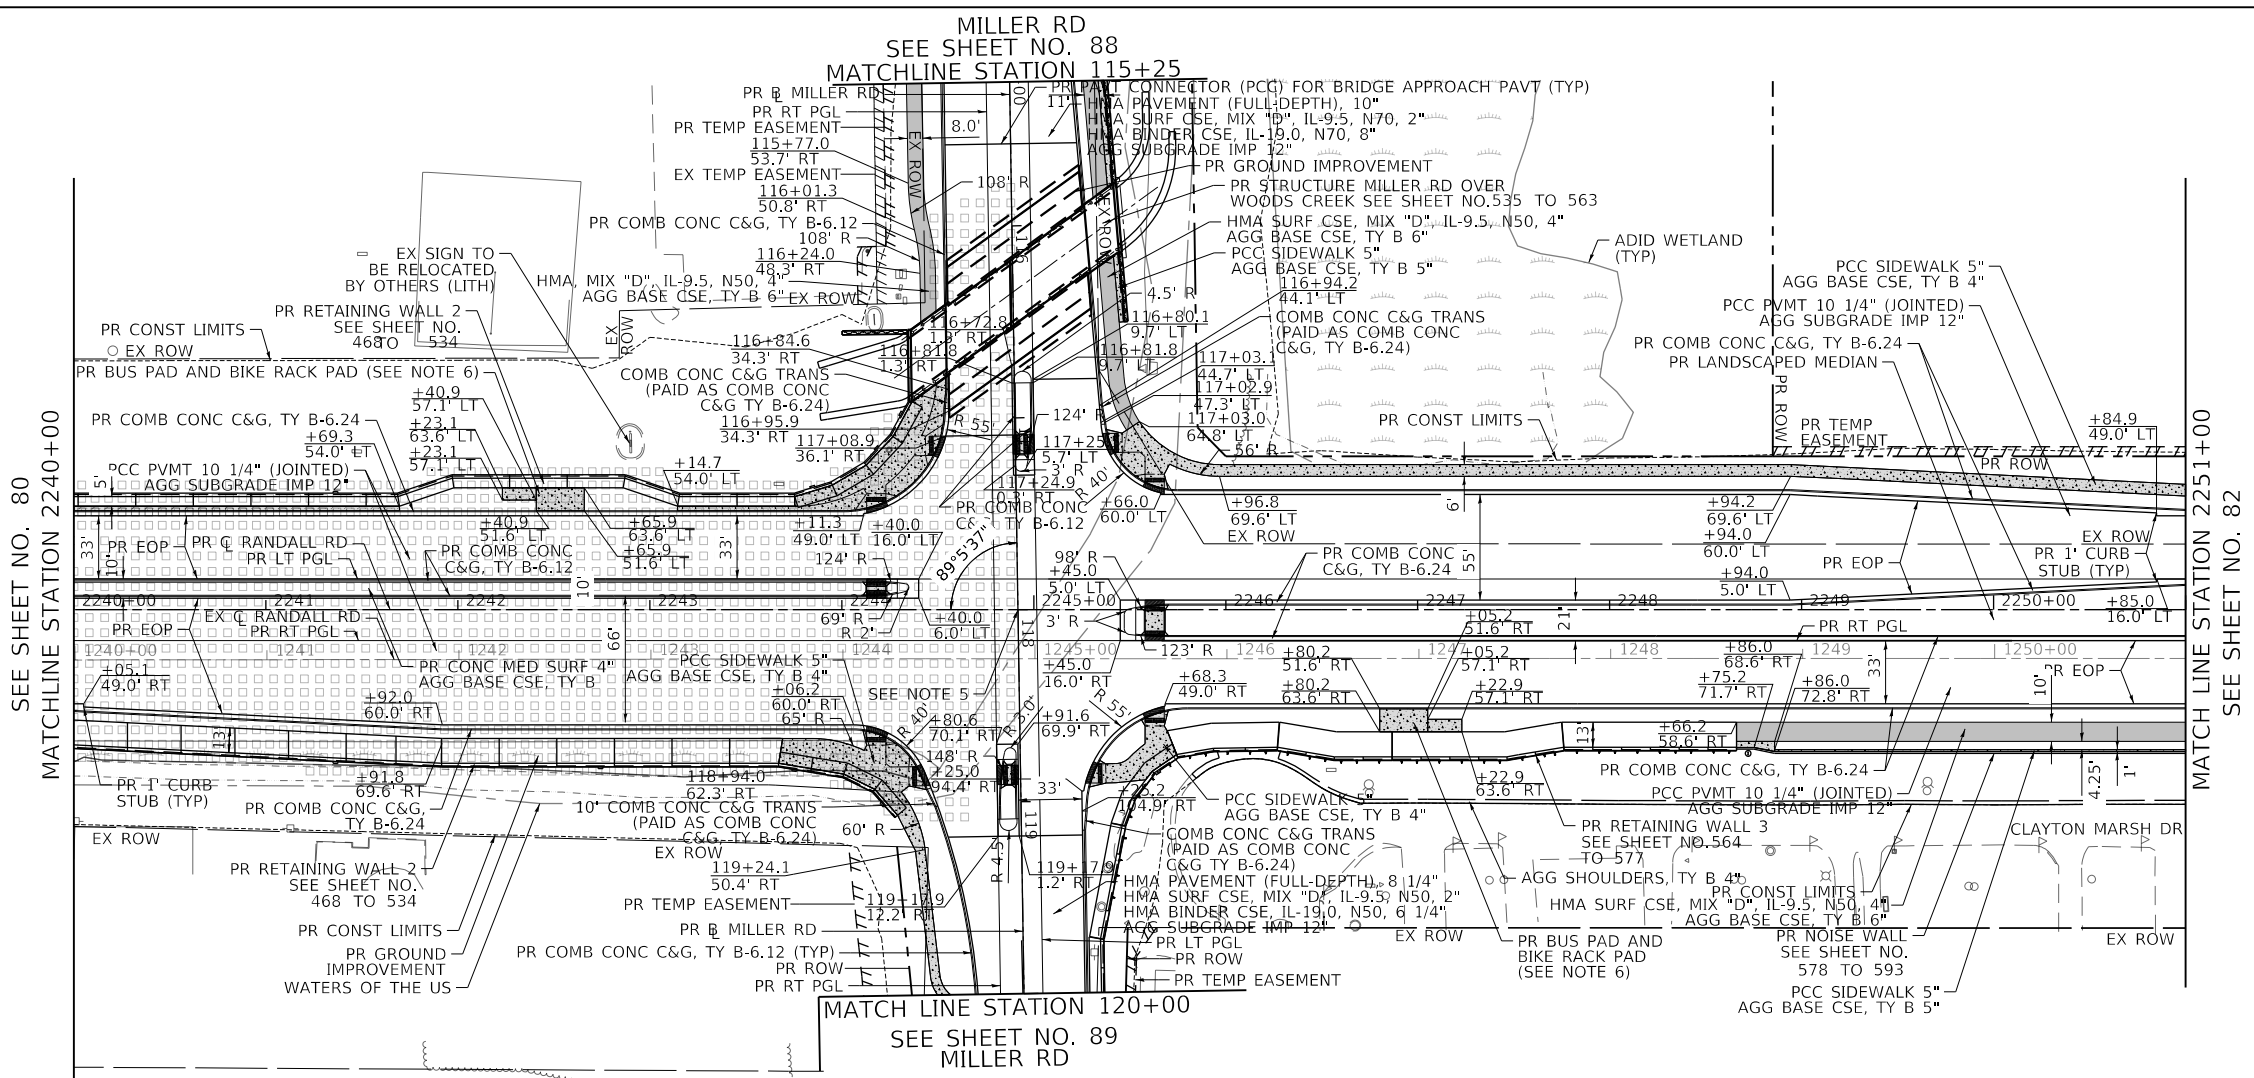 MILLER RD
SEE SHEET NO. 88
MATCHLINE STATION 115+25
PR BL MILLER RD
PR RT PGL
PR TEMP EASEMENT
115+77.0
53.7' RT
EX TEMP EASEMENT
116+01.3
50.8' RT
PR COMB CONC C&G, TY B-6.12
108' R
116+24.0
48.3' RT
HMA, MIX "D", IL-9.5, N50, 4"
AGG BASE CSE, TY B 6"
EX ROW
8.0'
EX ROW
108' R
11'
PR PAVT CONNECTOR (PCC) FOR BRIDGE APPROACH PAVT (TYP)
HMA PAVEMENT (FULL-DEPTH), 10"
HMA SURF CSE, MIX "D", IL-9.5, N70, 2"
HMA BINDER CSE, IL-19.0, N70, 8"
AGG SUBGRADE IMP 12"
PR GROUND IMPROVEMENT
PR STRUCTURE MILLER RD OVER
WOODS CREEK SEE SHEET NO.535 TO 563
HMA SURF CSE, MIX "D", IL-9.5, N50, 4"
AGG BASE CSE, TY B 6"
PCC SIDEWALK 5"
AGG BASE CSE, TY B 5"
116+94.2
44.1' LT
4.5' R
116+80.1
9.7' LT
COMB CONC C&G TRANS
(PAID AS COMB CONC
C&G, TY B-6.24)
EX ROW
116
ADID WETLAND
(TYP)
PCC SIDEWALK 5"
AGG BASE CSE, TY B 4"
PCC PVMT 10 1/4" (JOINTED)
AGG SUBGRADE IMP 12"
PR COMB CONC C&G, TY B-6.24
PR LANDSCAPED MEDIAN
PR ROW
PR CONST LIMITS
PR TEMP
EASEMENT
+84.9
49.0' LT
PR ROW
EX SIGN TO
BE RELOCATED
BY OTHERS (LITH)
PR RETAINING WALL 2
SEE SHEET NO.
468 TO 534
EX
ROW
PR CONST LIMITS
EX ROW
PR BUS PAD AND BIKE RACK PAD (SEE NOTE 6)
+40.9
57.1' LT
+23.1
63.6' LT
+23.1
57.1' LT
PR COMB CONC C&G, TY B-6.24
+69.3
54.0' LT
PCC PVMT 10 1/4" (JOINTED)
AGG SUBGRADE IMP 12"
5'
+14.7
54.0' LT
116+72.8
1.9' RT
116+84.6
34.3' RT
116+81.8
1.3' RT
COMB CONC C&G TRANS
(PAID AS COMB CONC
C&G TY B-6.24)
116+95.9
34.3' RT
117+08.9
36.1' RT
R 55'
116+81.8
9.7' LT
117+03.1
44.7' LT
117+02.9
47.3' LT
117+03.0
64.8' LT
56' R
124' R
117+25
5.7' LT
3' R
117+24.9
0.3' RT
R 40'
PR COMB CONC
C&G, TY B-6.12
+66.0
60.0' LT
+96.8
69.6' LT
EX ROW
6'
+94.2
69.6' LT
+94.0
60.0' LT
EX ROW
PR 1' CURB
STUB (TYP)
33'
10'
PR EOP
PR CL RANDALL RD
PR LT PGL
+40.9
51.6' LT
PR COMB CONC
C&G, TY B-6.12
+65.9
63.6' LT
+65.9
51.6' LT
10'
33'
+11.3
49.0' LT
124' R
+40.0
16.0' LT
89°5'37"
98' R
+45.0
5.0' LT
PR COMB CONC
C&G, TY B-6.24
55'
+94.0
5.0' LT
PR EOP
2240+00
2241
2242
2243
2245+00
2246
2247
2248
2249
2250+00
+85.0
16.0' LT
EX CL RANDALL RD
PR RT PGL
PR EOP
66'
69' R
R 2'
+40.0
6.0' LT
118
3' R
123' R
+05.2
51.6' RT
21'
PR RT PGL
1240+00
1241
1242
1243
1244
1245+00
1246
1247
1248
1249
1250+00
+05.1
49.0' RT
PR CONC MED SURF 4"
AGG BASE CSE, TY B
PCC SIDEWALK 5"
AGG BASE CSE, TY B 4"
+92.0
60.0' RT
+06.2
60.0' RT
65' R
SEE NOTE 5
R 40'
+80.6
70.1' RT
R 3.0'
+45.0
16.0' RT
+91.6
69.9' RT
R 55'
+68.3
49.0' RT
+80.2
51.6' RT
+80.2
63.6' RT
+05.2
57.1' RT
+22.9
57.1' RT
+86.0
68.6' RT
+75.2
71.7' RT
+86.0
72.8' RT
33'
PR EOP
10'
13'
13'
+66.2
58.6' RT
PR 1' CURB
STUB (TYP)
+91.8
69.6' RT
PR COMB CONC C&G,
TY B-6.24
118+94.0
62.3' RT
148' R
+25.0
94.4' RT
33'
+25.2
104.9' RT
10' COMB CONC C&G TRANS
(PAID AS COMB CONC
C&G, TY B-6.24)
60' R
EX ROW
EX ROW
119
PCC SIDEWALK 5"
AGG BASE CSE, TY B 4"
COMB CONC C&G TRANS
(PAID AS COMB CONC
C&G TY B-6.24)
+22.9
63.6' RT
PR RETAINING WALL 3
SEE SHEET NO.564
TO 577
PR COMB CONC C&G, TY B-6.24
PCC PVMT 10 1/4" (JOINTED)
AGG SUBGRADE IMP 12"
4.25'
1'
CLAYTON MARSH DR
PR RETAINING WALL 2
SEE SHEET NO.
468 TO 534
119+24.1
50.4' RT
PR TEMP EASEMENT
R 4.5'
119+17.9
12.2' RT
119+17.9
1.2' RT
HMA PAVEMENT (FULL-DEPTH), 8 1/4"
HMA SURF CSE, MIX "D", IL-9.5, N50, 2"
HMA BINDER CSE, IL-19.0, N50, 6 1/4"
AGG SUBGRADE IMP 12"
AGG SHOULDERS, TY B 4"
PR CONST LIMITS
HMA SURF CSE, MIX "D", IL-9.5, N50, 4"
AGG BASE CSE, TY B 6"
PR CONST LIMITS
PR GROUND
IMPROVEMENT
WATERS OF THE US
PR BL MILLER RD
PR COMB CONC C&G, TY B-6.12 (TYP)
PR ROW
PR RT PGL
PR LT PGL
PR ROW
PR TEMP EASEMENT
EX ROW
PR BUS PAD AND
BIKE RACK PAD
(SEE NOTE 6)
PR NOISE WALL
SEE SHEET NO.
578 TO 593
EX ROW
PCC SIDEWALK 5"
AGG BASE CSE, TY B 5"
MATCH LINE STATION 120+00
SEE SHEET NO. 89
MILLER RD
SEE SHEET NO. 80
MATCHLINE STATION 2240+00
MATCH LINE STATION 2251+00
SEE SHEET NO. 82